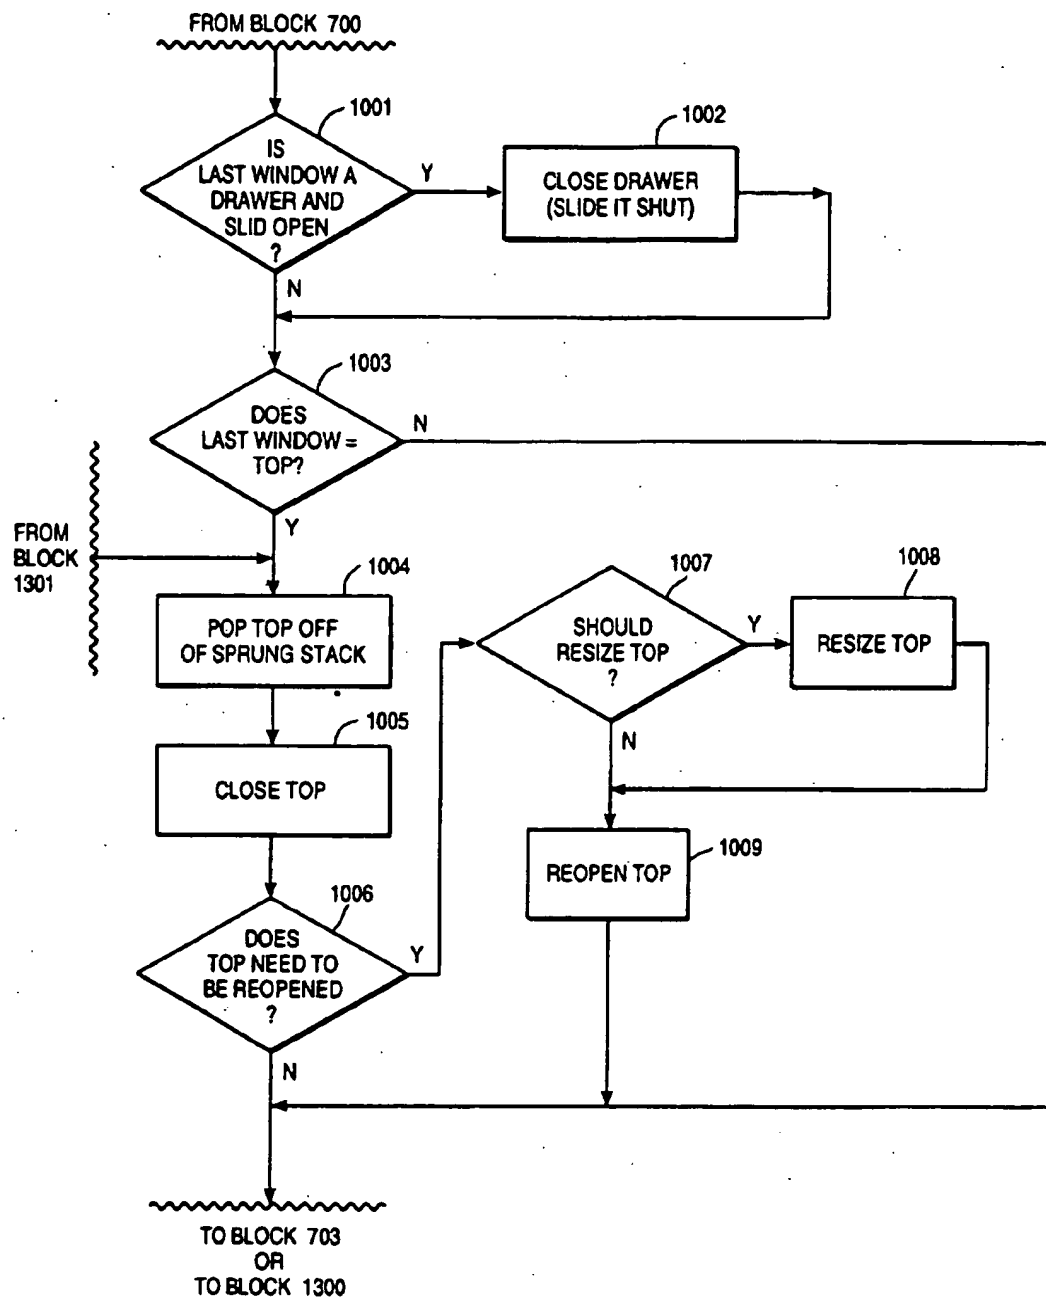 FROM BLOCK 700
1001
IS
LAST WINDOW A
DRAWER AND
SLID OPEN
?
Y
N
1002
CLOSE DRAWER
(SLIDE IT SHUT)
1003
DOES
LAST WINDOW =
TOP?
N
Y
FROM
BLOCK
1301
1004
POP TOP OFF
OF SPRUNG STACK
1005
CLOSE TOP
1006
DOES
TOP NEED TO
BE REOPENED
?
Y
N
1007
SHOULD
RESIZE TOP
?
Y
N
1008
RESIZE TOP
1009
REOPEN TOP
TO BLOCK 703
OR
TO BLOCK 1300